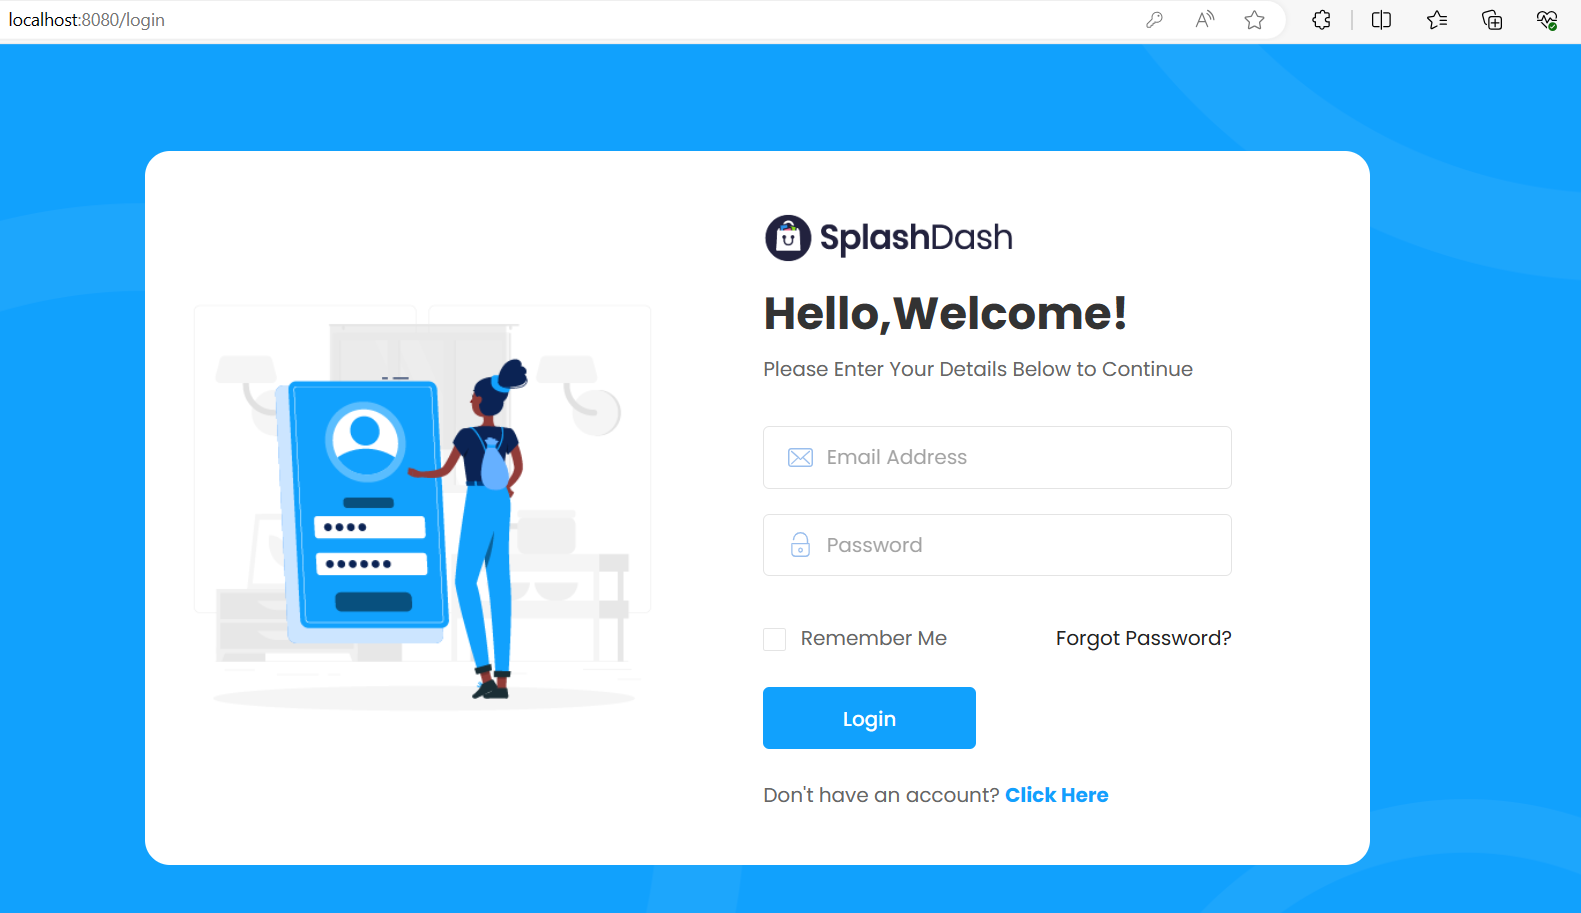 localhost:8080/login
SplashDash
Hello,Welcome!
Please Enter Your Details Below to Continue
Email Address
Password
Remember Me
Forgot Password?
Login
Don't have an account? Click Here